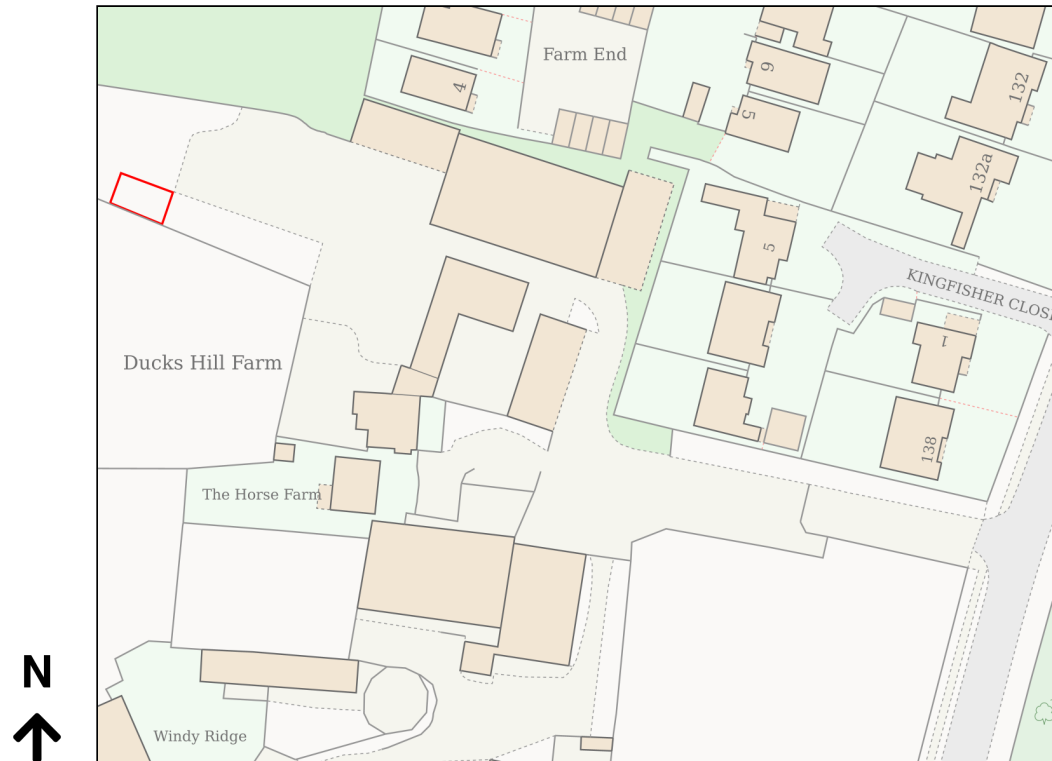 Farm End
4
6
5
132
132a
5
KINGFISHER CLOS
1
Ducks Hill Farm
138
The Horse Farm
N
Windy Ridge